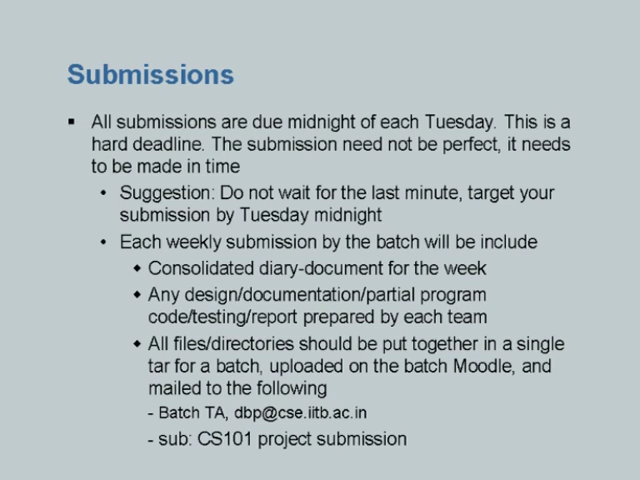 Submissions
▪ All submissions are due midnight of each Tuesday. This is a
hard deadline. The submission need not be perfect, it needs
to be made in time
• Suggestion: Do not wait for the last minute, target your
submission by Tuesday midnight
• Each weekly submission by the batch will be include
◆ Consolidated diary-document for the week
◆ Any design/documentation/partial program
code/testing/report prepared by each team
◆ All files/directories should be put together in a single
tar for a batch, uploaded on the batch Moodle, and
mailed to the following
- Batch TA, dbp@cse.iitb.ac.in
- sub: CS101 project submission